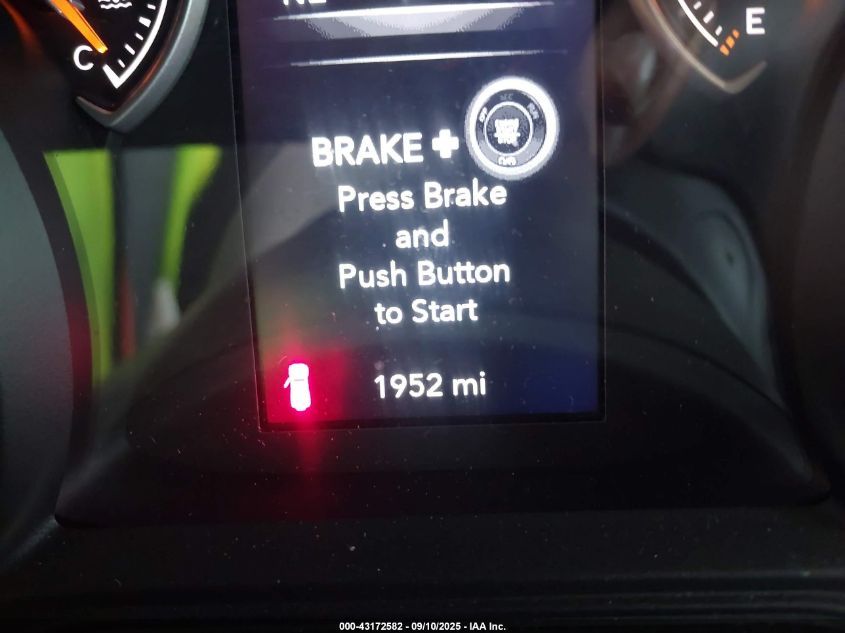 C
E
BRAKE +
Press Brake
and
Push Button
to Start
1952 mi
000-43172582 - 09/10/2025 - IAA Inc.